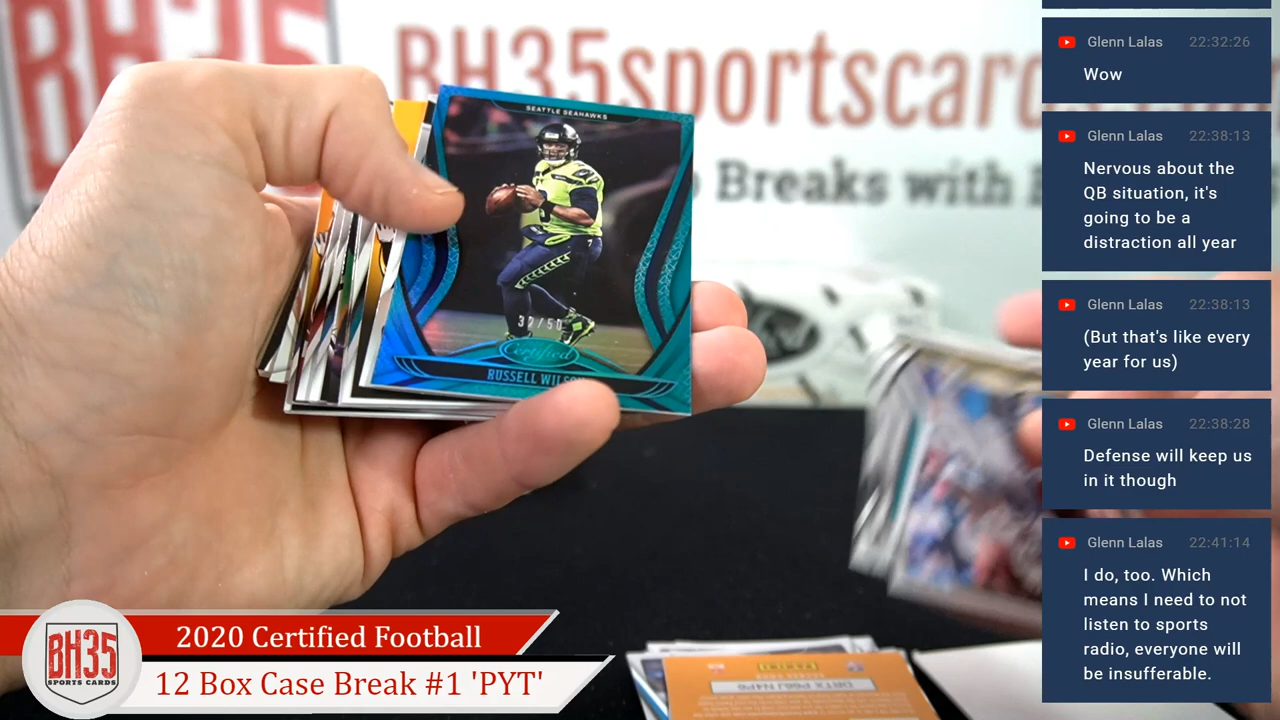 BH35
BH35sportscards.com
Breaks with
SEATTLE SEAHAWKS
Certified
RUSSELL WILSON
2020 Certified Football
12 Box Case Break #1 'PYT'
BH35
SPORTS CARDS
PANINI
Glenn Lalas 22:32:26
Wow
Glenn Lalas 22:38:13
Nervous about the
QB situation, it's
going to be a
distraction all year
Glenn Lalas 22:38:13
(But that's like every
year for us)
Glenn Lalas 22:38:28
Defense will keep us
in it though
Glenn Lalas 22:41:14
I do, too. Which
means I need to not
listen to sports
radio, everyone will
be insufferable.